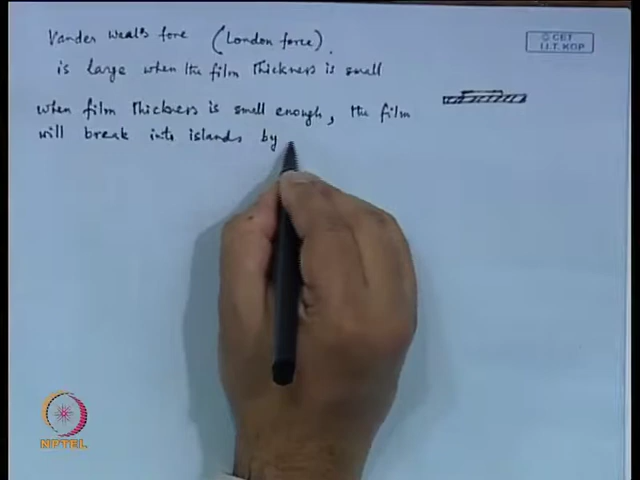 Vander Weal's force (London force).
is large when the film thickness is small
when film thickness is small enough, the film
will break into islands by
© CET
I.I.T. KGP
NPTEL